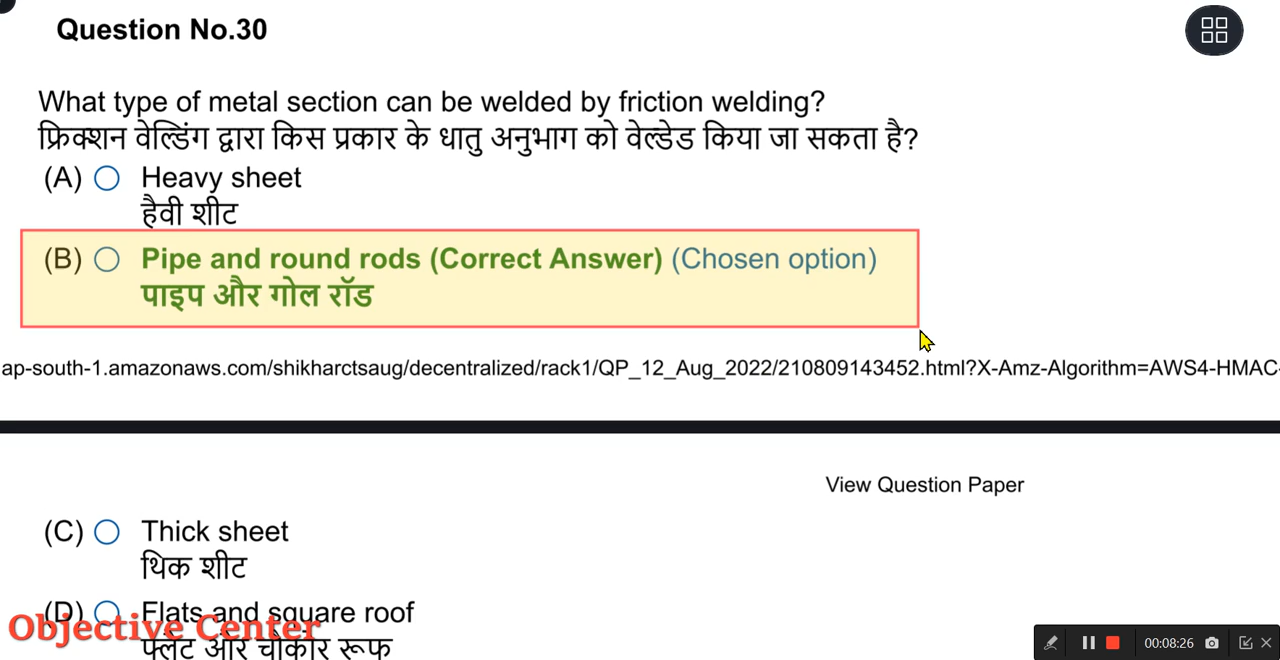 Question No.30
What type of metal section can be welded by friction welding?
फ्रिक्शन वेल्डिंग द्वारा किस प्रकार के धातु अनुभाग को वेल्डेड किया जा सकता है?
(A) Heavy sheet
हैवी शीट
(B) Pipe and round rods (Correct Answer) (Chosen option)
पाइप और गोल रॉड
ap-south-1.amazonaws.com/shikharctsaug/decentralized/rack1/QP_12_Aug_2022/210809143452.html?X-Amz-Algorithm=AWS4-HMAC-
View Question Paper
(C) Thick sheet
थिक शीट
(D) Flats and square roof
Objective Center
फ्लैट और चौकोर रूफ
00:08:26